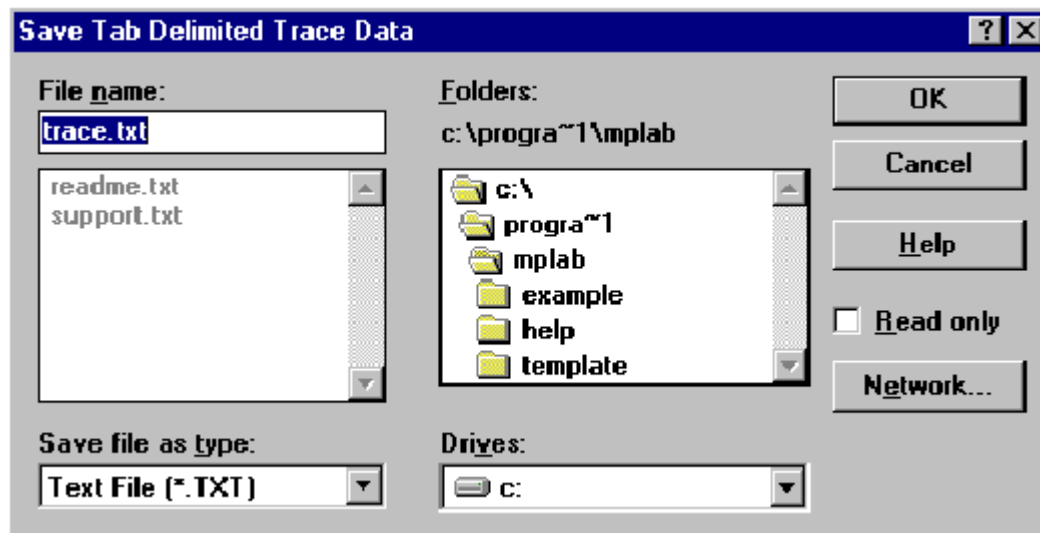 Save Tab Delimited Trace Data
File name:
trace.txt
readme.txt
support.txt
Save file as type:
Text File (*.TXT)
Folders:
c:\progra~1\mplab
c:\
progra~1
mplab
example
help
template
Drives:
c:
OK
Cancel
Help
Read only
Network...